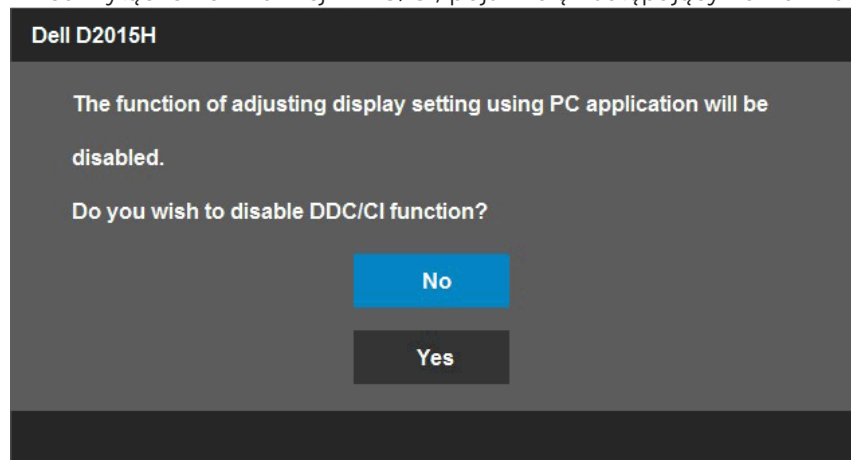 Dell D2015H
The function of adjusting display setting using PC application will be
disabled.
Do you wish to disable DDC/CI function?
No
Yes